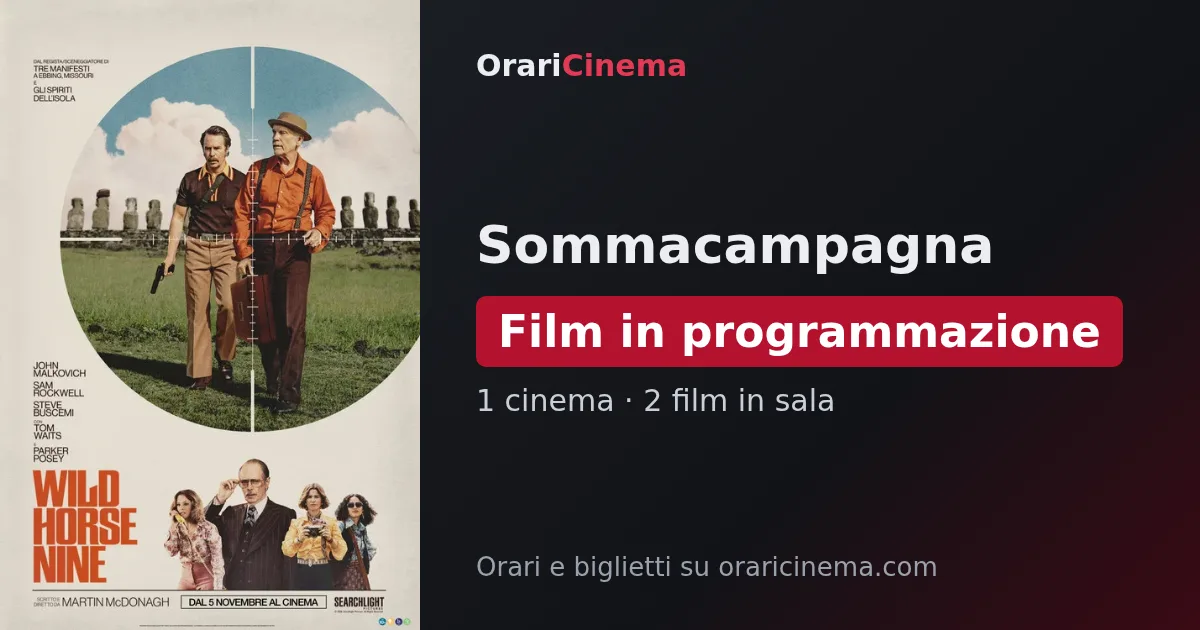 DAL REGISTA/SCENEGGIATORE DI
TRE MANIFESTI
A EBBING, MISSOURI
E
GLI SPIRITI
DELL'ISOLA
JOHN
MALKOVICH
SAM
ROCKWELL
STEVE
BUSCEMI
CON
TOM
WAITS
E
PARKER
POSEY
WILD
HORSE
NINE
SCRITTO E
DIRETTO DA MARTIN McDONAGH
DAL 5 NOVEMBRE AL CINEMA
SEARCHLIGHT
PICTURES
OrariCinema
Sommacampagna
Film in programmazione
1 cinema · 2 film in sala
Orari e biglietti su oraricinema.com